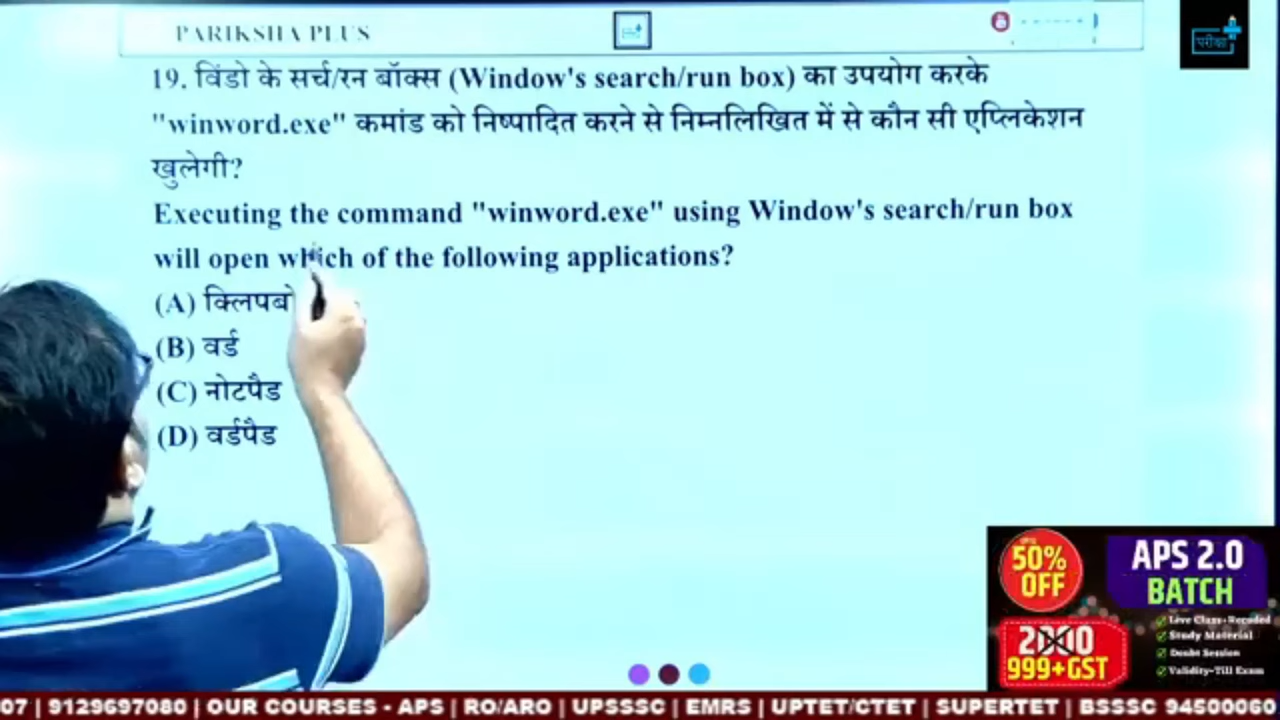 PARIKSHA PLUS
परीक्षा
19. विंडो के सर्च/रन बॉक्स (Window's search/run box) का उपयोग करके
"winword.exe" कमांड को निष्पादित करने से निम्नलिखित में से कौन सी एप्लिकेशन
खुलेगी?
Executing the command "winword.exe" using Window's search/run box
will open which of the following applications?
(A) क्लिपबो
(B) वर्ड
(C) नोटपैड
(D) वर्डपैड
50%
OFF
APS 2.0
BATCH
999+GST
Live Class+Recoded
Study Material
Doubt Session
Validity-Till Exam
07 | 9129697080 | OUR COURSES - APS | RO/ARO | UPSSSC | EMRS | UPTET/CTET | SUPERTET | BSSSC 94500060